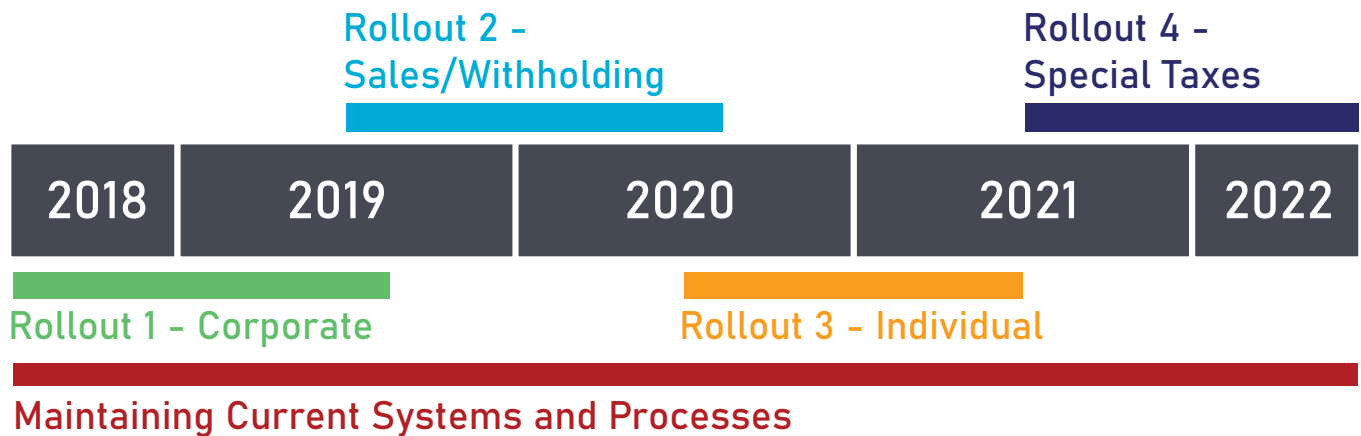 Rollout 2 -
Sales/Withholding
Rollout 4 -
Special Taxes
2018 2019 2020 2021 2022
Rollout 1 - Corporate
Rollout 3 - Individual
Maintaining Current Systems and Processes